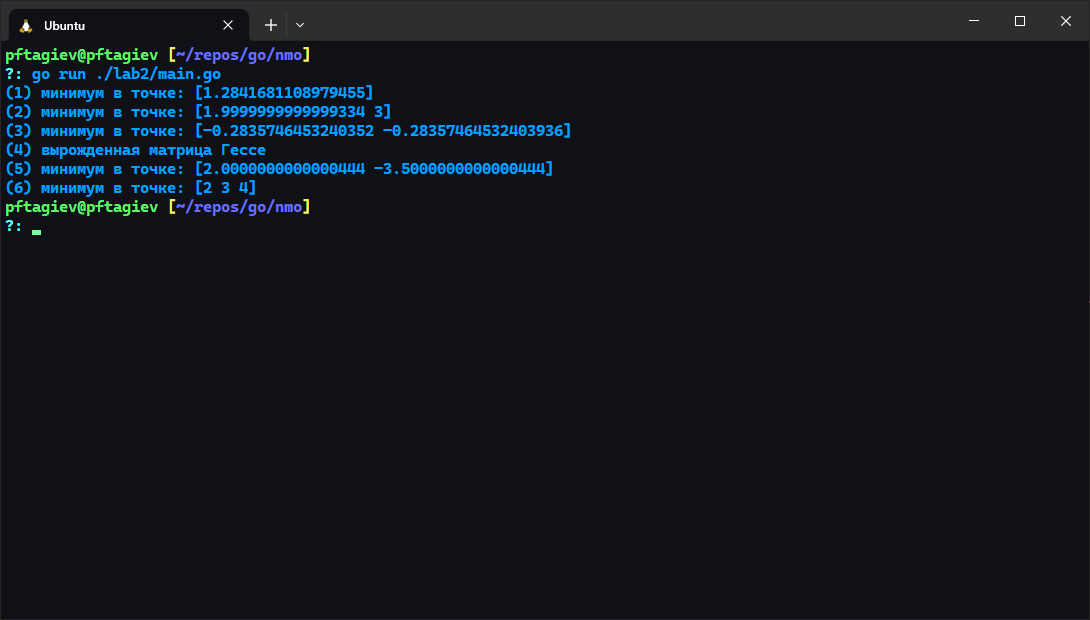 Ubuntu
pftagiev@pftagiev [~/repos/go/nmo]
?: go run ./lab2/main.go
(1) минимум в точке: [1.2841681108979455]
(2) минимум в точке: [1.9999999999999334 3]
(3) минимум в точке: [-0.2835746453240352 -0.28357464532403936]
(4) вырожденная матрица Гессе
(5) минимум в точке: [2.0000000000000444 -3.5000000000000444]
(6) минимум в точке: [2 3 4]
pftagiev@pftagiev [~/repos/go/nmo]
?: